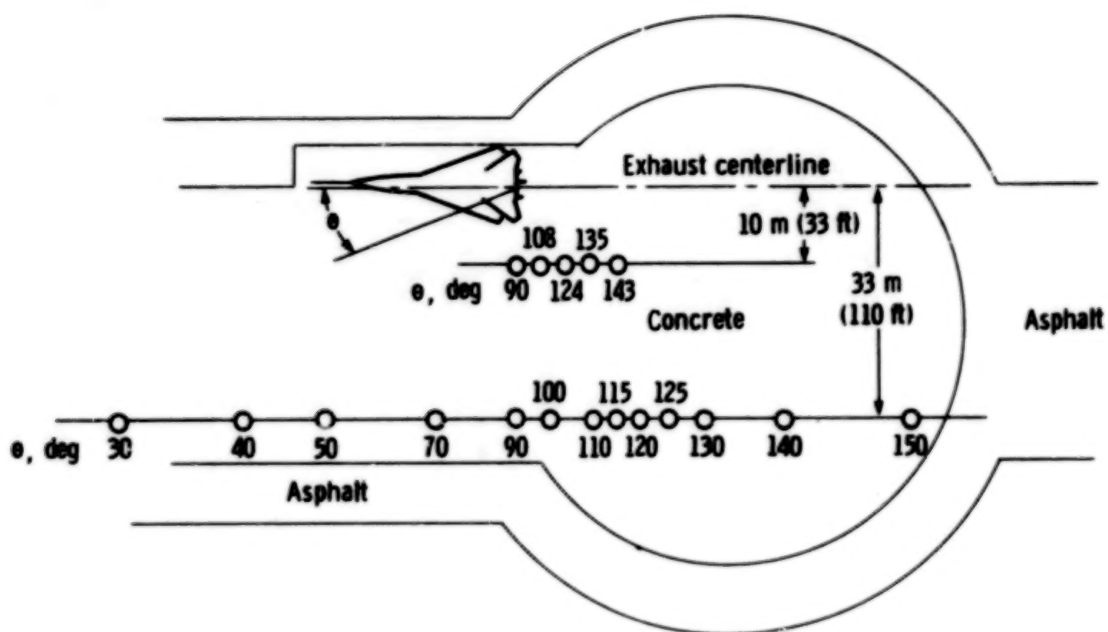 Exhaust centerline
θ
10 m (33 ft)
108 135
θ, deg 90 124 143
33 m
(110 ft)
Concrete
Asphalt
100 115 125
θ, deg 30 40 50 70 90 110 120 130 140 150
Asphalt